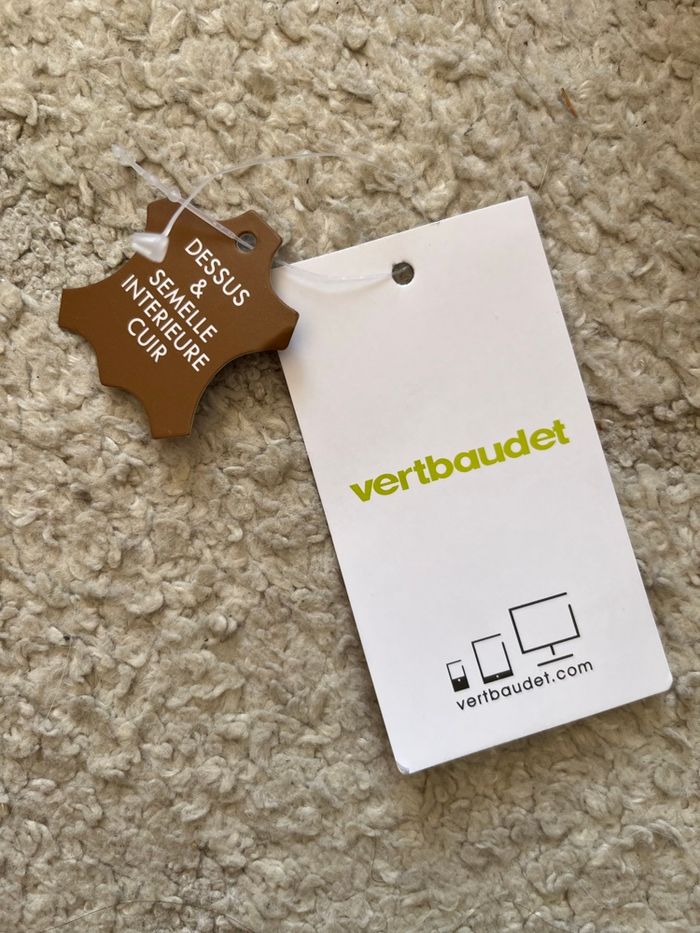 DESSUS
&
SEMELLE
INTERIEURE
CUIR
vertbaudet
vertbaudet.com